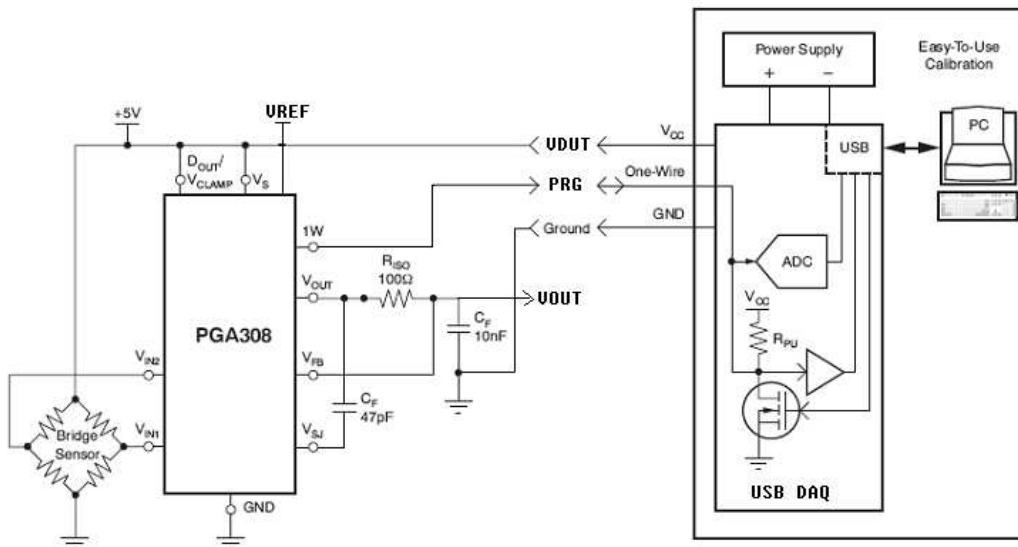 Power Supply
+ −
Easy-To-Use
Calibration
PC
USB
+5V
VREF
VDUT
VCC
DOUT/
VCLAMP
VS
PRG
One-Wire
1W
Ground
GND
RISO
100Ω
VOUT
VOUT
ADC
PGA308
CF
10nF
VCC
RPU
VIN2
VFB
CF
47pF
Bridge
Sensor
VIN1
VSJ
GND
USB DAQ